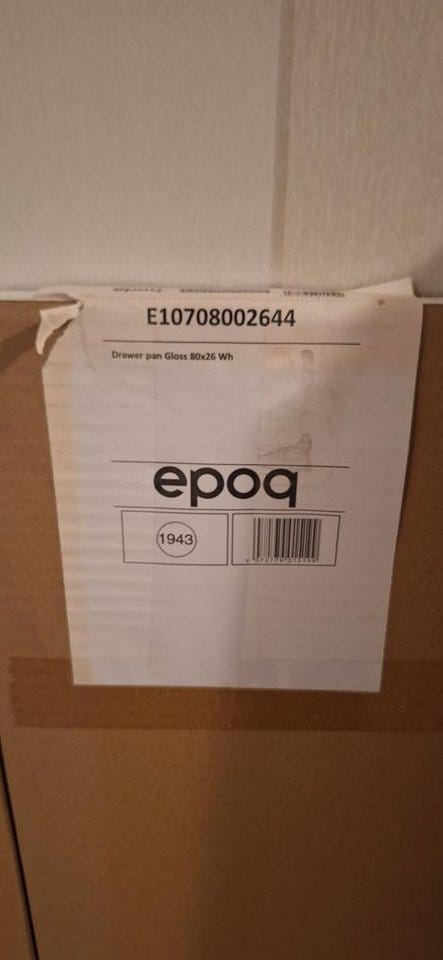 E10708002644
Drawer pan Gloss 80x26 Wh
epoq
1943